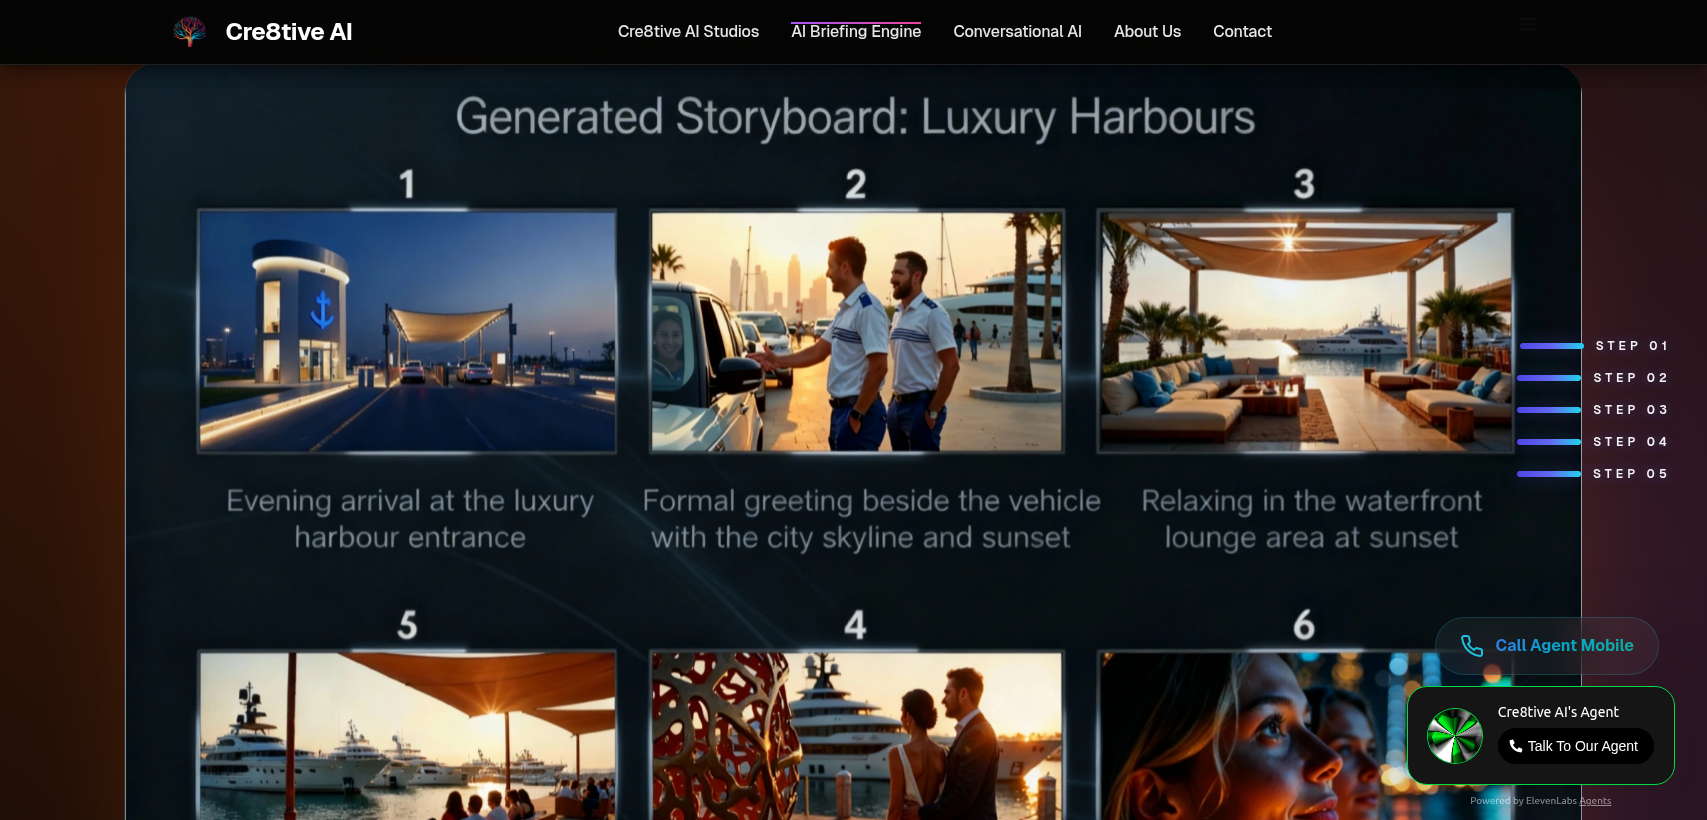 Cre8tive AI
Cre8tive AI Studios
AI Briefing Engine
Conversational AI
About Us
Contact
Generated Storyboard: Luxury Harbours
1
2
3
Evening arrival at the luxury
harbour entrance
Formal greeting beside the vehicle
with the city skyline and sunset
Relaxing in the waterfront
lounge area at sunset
STEP 01
STEP 02
STEP 03
STEP 04
STEP 05
5
4
6
Call Agent Mobile
Cre8tive AI's Agent
Talk To Our Agent
Powered by ElevenLabs Agents